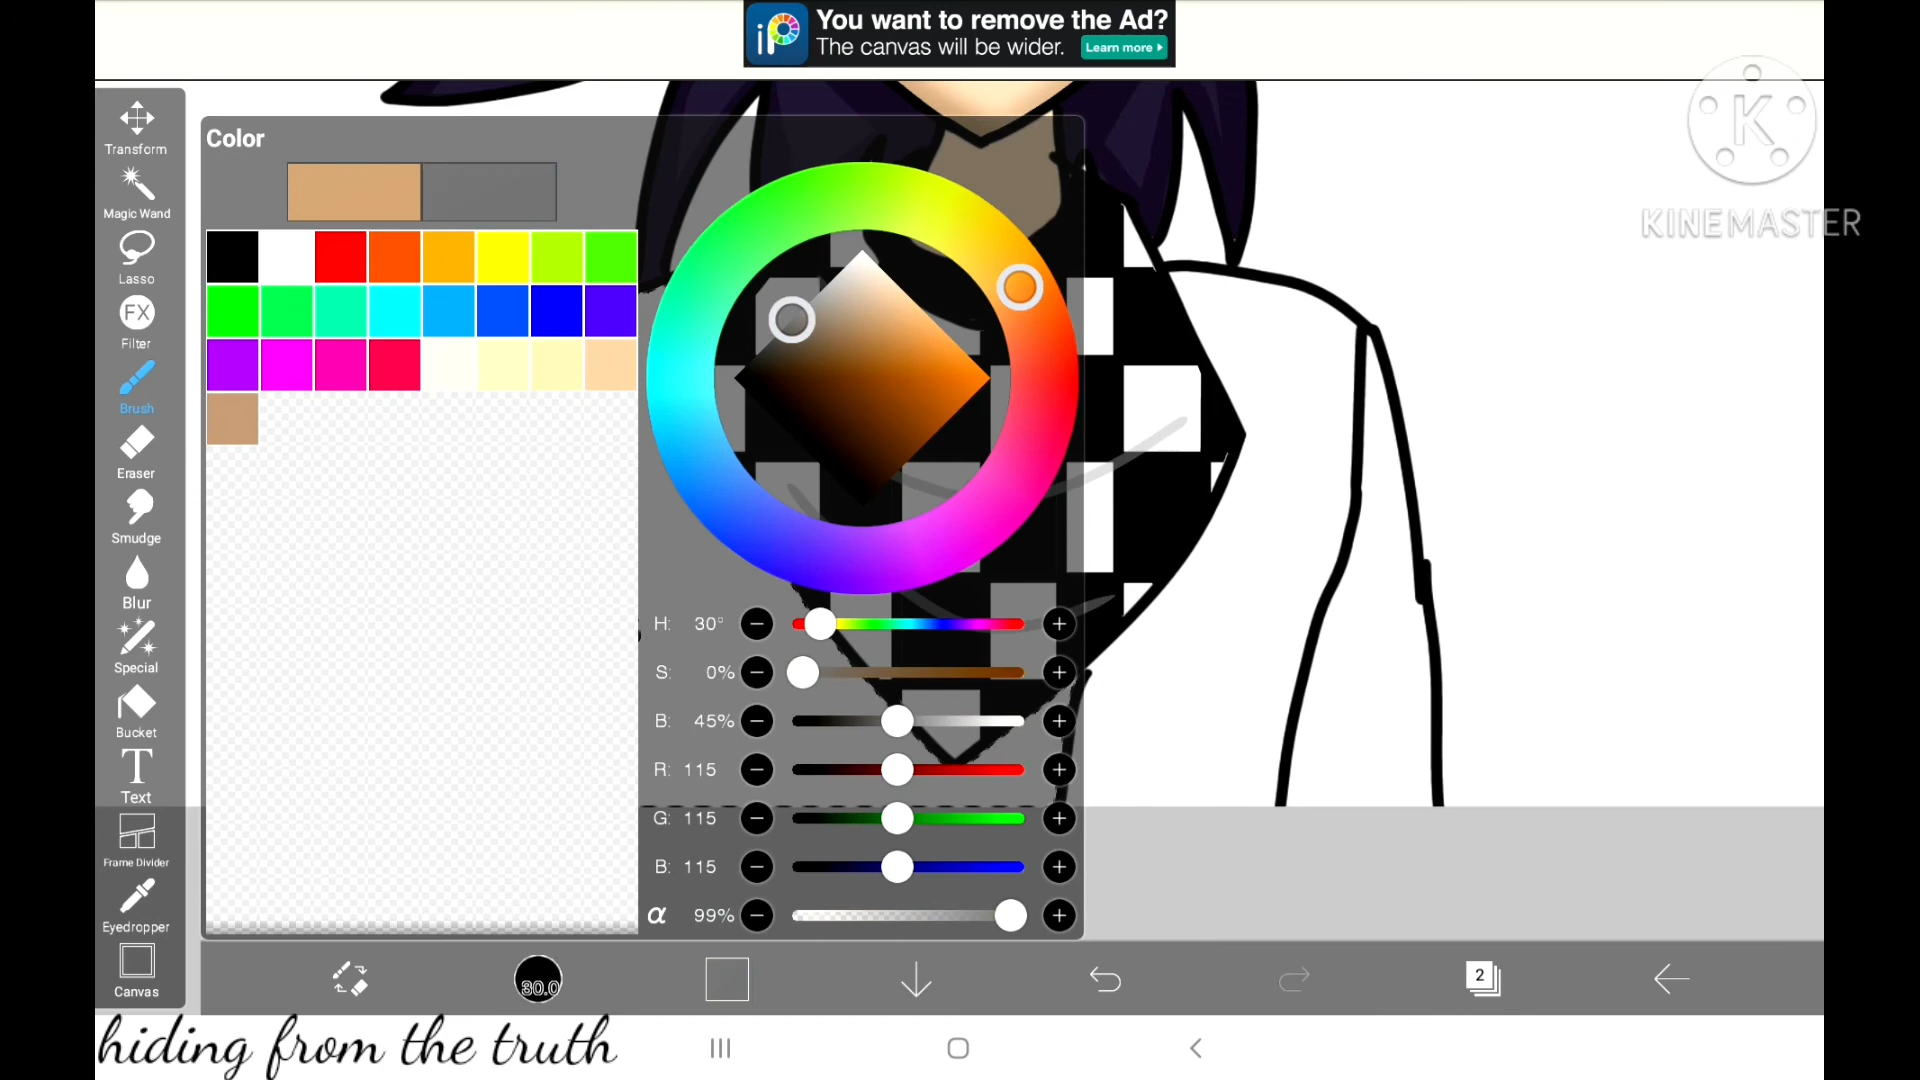 You want to remove the Ad?
The canvas will be wider.
Learn more
iP
K
KINEMASTER
Transform
Magic Wand
Lasso
FX
Filter
Brush
Eraser
Smudge
Blur
Special
Bucket
T
Text
Frame Divider
Eyedropper
Canvas
Color
H: 30°
S: 0%
B: 45%
R: 115
G: 115
B: 115
α 99%
30.0
2
hiding from the truth